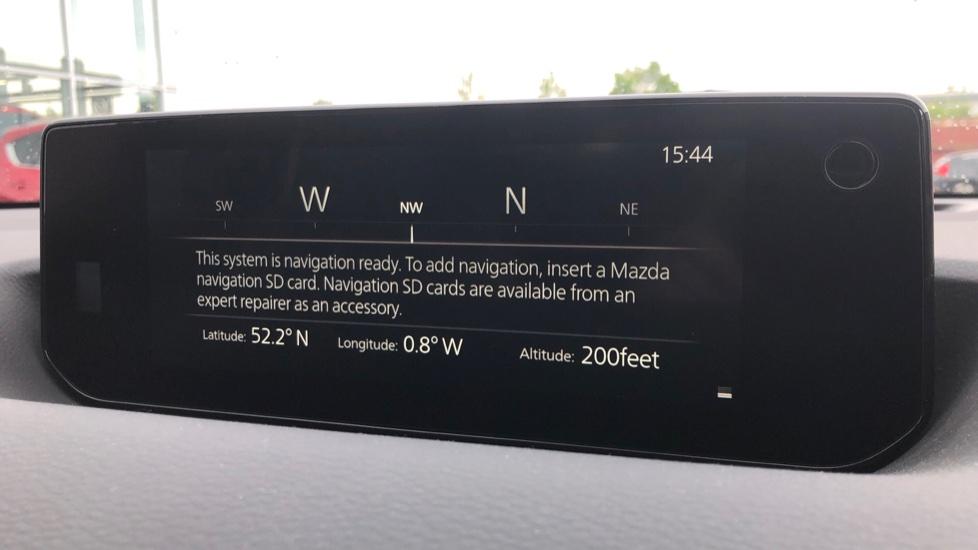 15:44
SW W NW N NE
This system is navigation ready. To add navigation, insert a Mazda
navigation SD card. Navigation SD cards are available from an
expert repairer as an accessory.
Latitude: 52.2° N Longitude: 0.8° W Altitude: 200feet